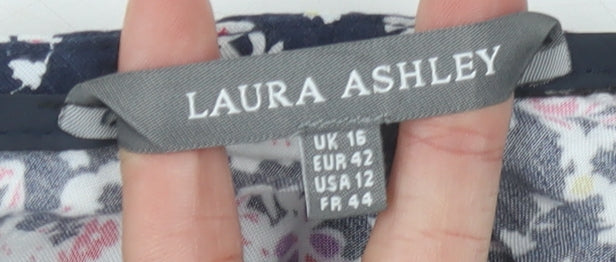 LAURA ASHLEY
UK 16
EUR 42
USA 12
FR 44